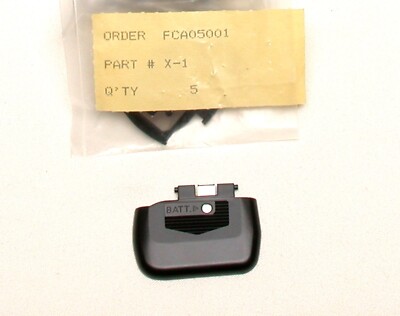 ORDER FCA05001
PART # X-1
Q'TY 5
BATT.